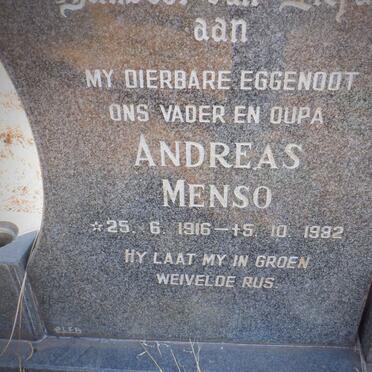 aan
MY DIERBARE EGGENOOT
ONS VADER EN OUPA
ANDREAS
MENSO
☆25. 6. 1916 – †5. 10. 1982
HY LAAT MY IN GROEN
WEIVELDE RUS